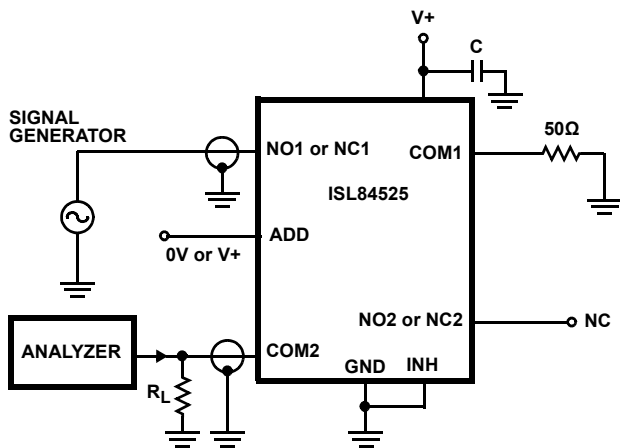 V+
C
SIGNAL
GENERATOR
50Ω
NO1 or NC1
COM1
ISL84525
ADD
0V or V+
NO2 or NC2
NC
ANALYZER
COM2
GND
INH
RL